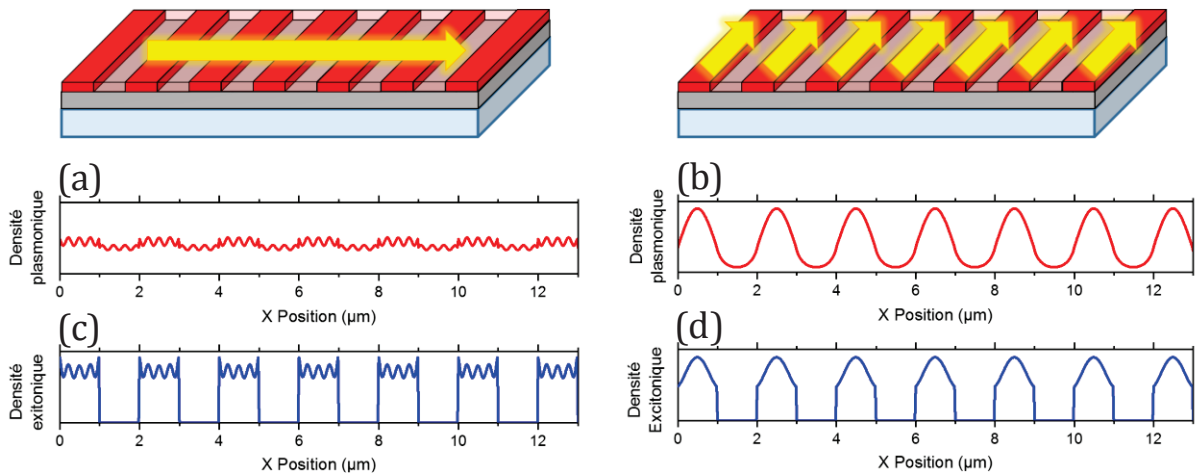 (a)
Densité
plasmonique
0 2 4 6 8 10 12
X Position (µm)
(c)
Densité
exitonique
0 2 4 6 8 10 12
X Position (µm)
(b)
Densité
plasmonique
0 2 4 6 8 10 12
X Position (µm)
(d)
Densité
Excitonique
0 2 4 6 8 10 12
X Position (µm)